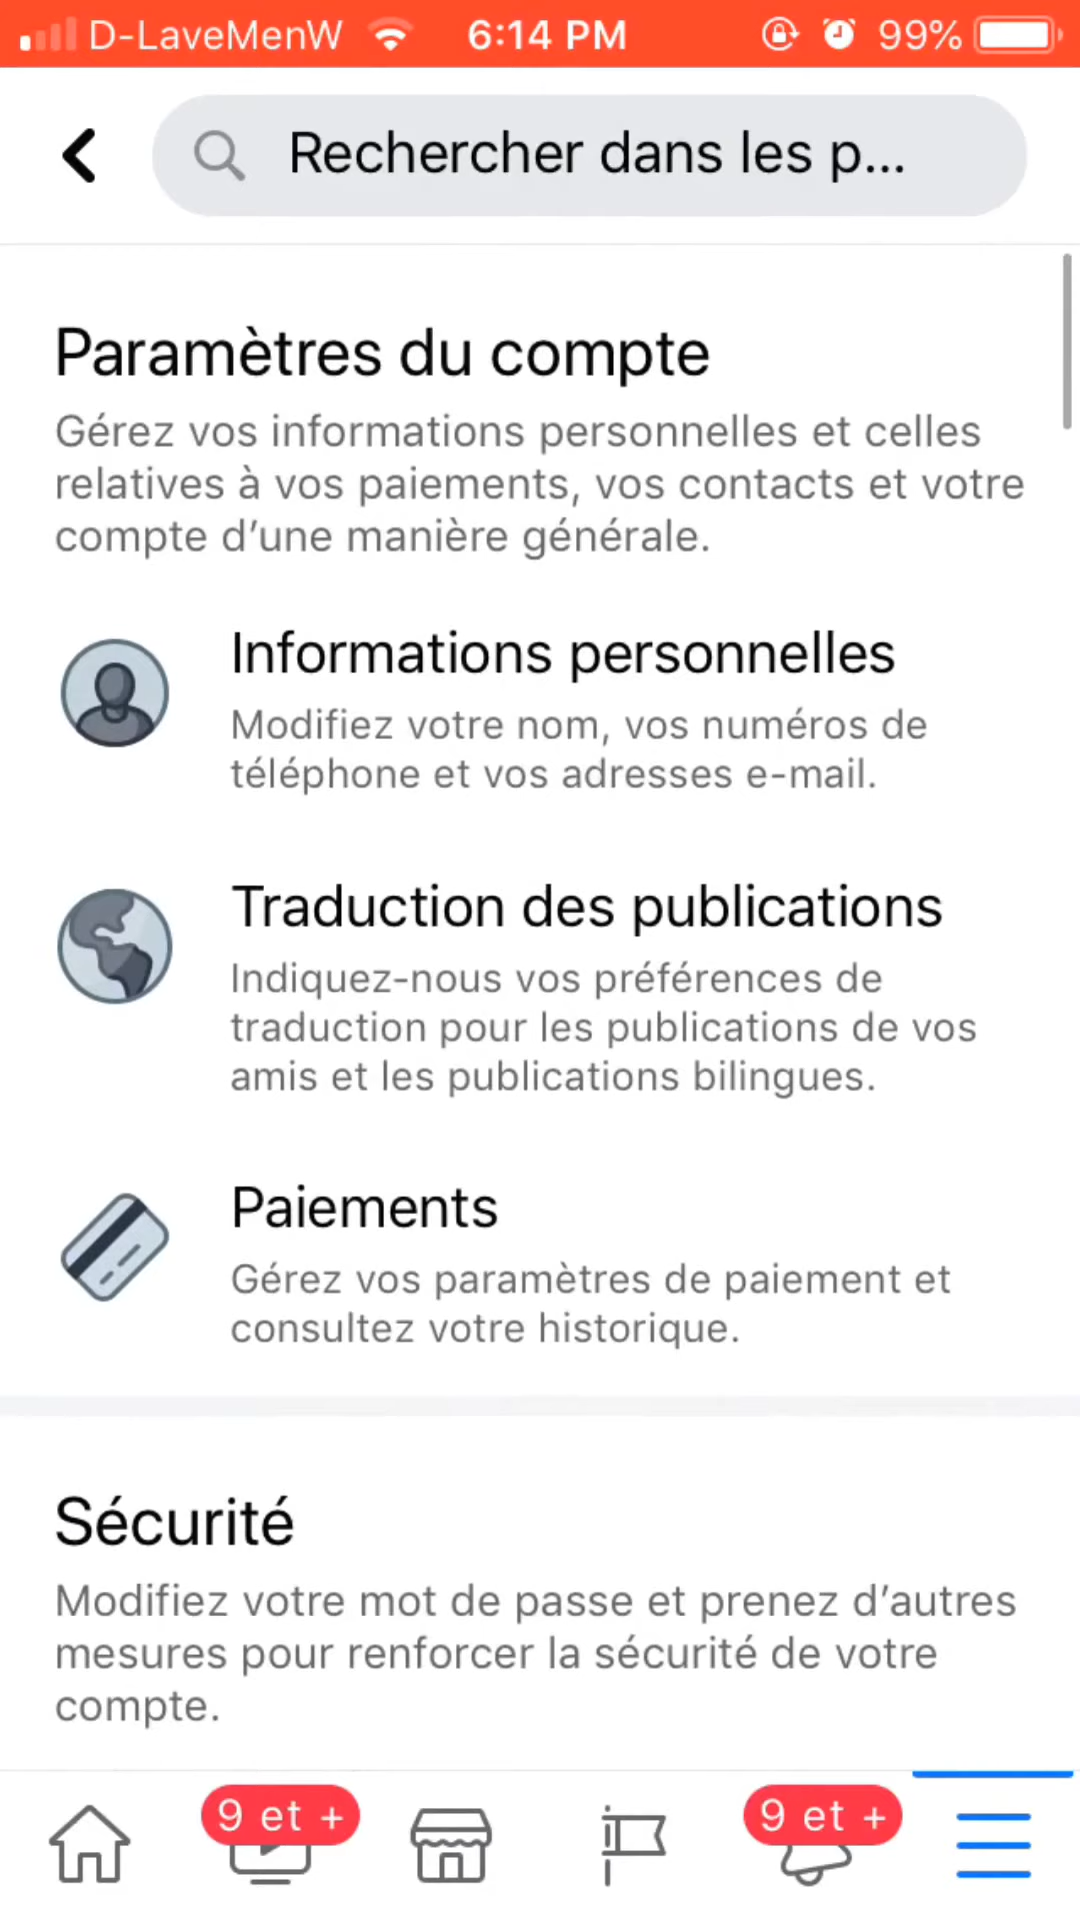 D-LaveMenW 6:14 PM 99%
Rechercher dans les p...
Paramètres du compte
Gérez vos informations personnelles et celles
relatives à vos paiements, vos contacts et votre
compte d’une manière générale.
Informations personnelles
Modifiez votre nom, vos numéros de
téléphone et vos adresses e-mail.
Traduction des publications
Indiquez-nous vos préférences de
traduction pour les publications de vos
amis et les publications bilingues.
Paiements
Gérez vos paramètres de paiement et
consultez votre historique.
Sécurité
Modifiez votre mot de passe et prenez d’autres
mesures pour renforcer la sécurité de votre
compte.
9 et + 9 et +